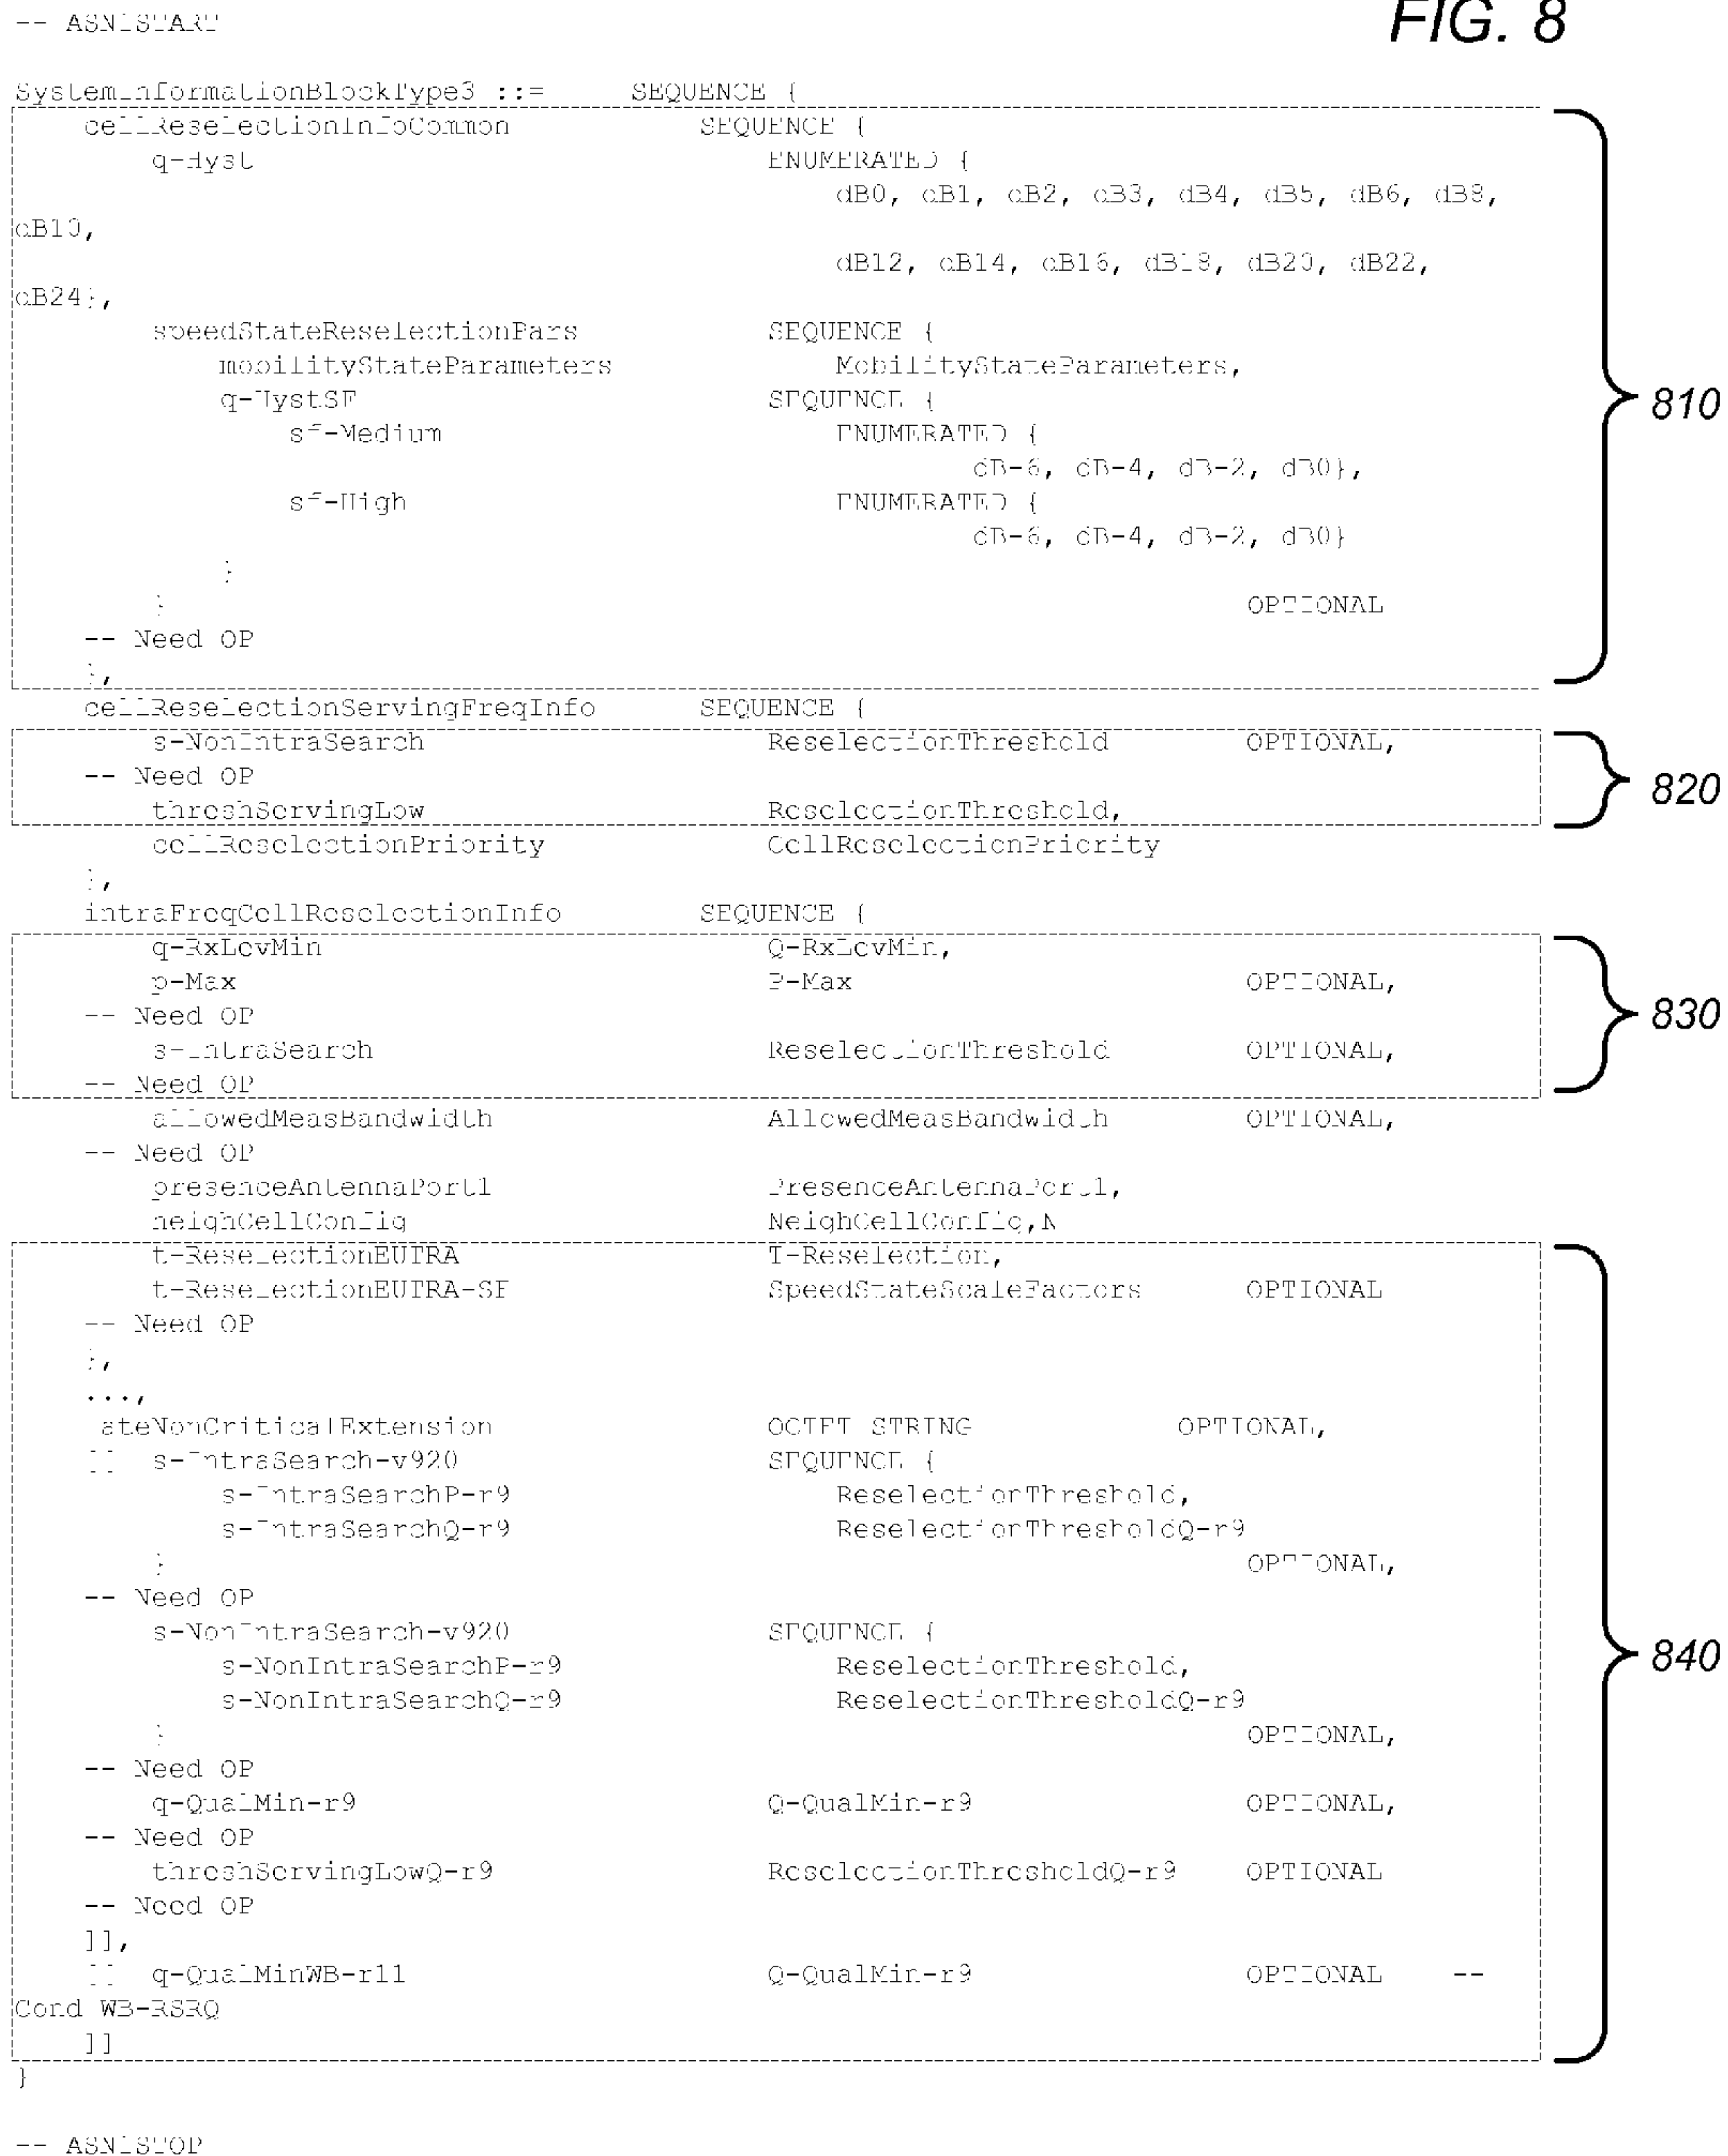 FIG. 8
-- ASN1START
SystemInformationBlockType3 ::= SEQUENCE {
cellReselectionInfoCommon SEQUENCE {
q-Hyst ENUMERATED {
dB0, dB1, dB2, dB3, dB4, dB5, dB6, dB8,
dB10,
dB12, dB14, dB16, dB18, dB20, dB22,
dB24},
speedStateReselectionPars SEQUENCE {
mobilityStateParameters MobilityStateParameters,
q-HystSF SEQUENCE {
sf-Medium ENUMERATED {
dB-6, dB-4, dB-2, dB0},
sf-High ENUMERATED {
dB-6, dB-4, dB-2, dB0}
}
} OPTIONAL
-- Need OP
},
810
cellReselectionServingFreqInfo SEQUENCE {
s-NonIntraSearch ReselectionThreshold OPTIONAL,
-- Need OP
threshServingLow ReselectionThreshold,
820
cellReselectionPriority CellReselectionPriority
},
intraFreqCellReselectionInfo SEQUENCE {
q-RxLevMin Q-RxLevMin,
p-Max P-Max OPTIONAL,
-- Need OP
s-IntraSearch ReselectionThreshold OPTIONAL,
-- Need OP
830
allowedMeasBandwidth AllowedMeasBandwidth OPTIONAL,
-- Need OP
presenceAntennaPort1 PresenceAntennaPort1,
neighCellConfig NeighCellConfig,N
t-ReselectionEUTRA T-Reselection,
t-ReselectionEUTRA-SF SpeedStateScaleFactors OPTIONAL
-- Need OP
},
...,
lateNonCriticalExtension OCTET STRING OPTIONAL,
[[ s-IntraSearch-v920 SEQUENCE {
s-IntraSearchP-r9 ReselectionThreshold,
s-IntraSearchQ-r9 ReselectionThresholdQ-r9
} OPTIONAL,
-- Need OP
s-NonIntraSearch-v920 SEQUENCE {
s-NonIntraSearchP-r9 ReselectionThreshold,
s-NonIntraSearchQ-r9 ReselectionThresholdQ-r9
} OPTIONAL,
-- Need OP
q-QualMin-r9 Q-QualMin-r9 OPTIONAL,
-- Need OP
threshServingLowQ-r9 ReselectionThresholdQ-r9 OPTIONAL
-- Need OP
]],
[[ q-QualMinWB-r11 Q-QualMin-r9 OPTIONAL --
Cond WB-RSRQ
]]
840
}
-- ASN1STOP